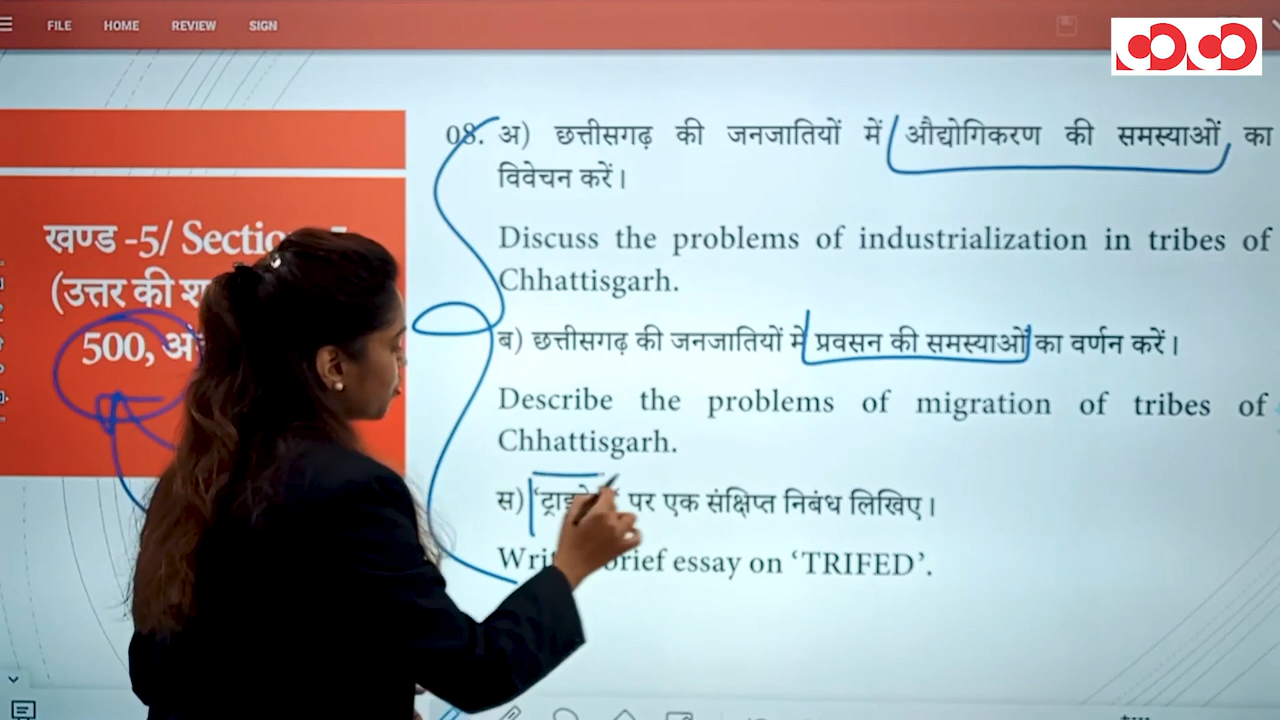 FILE HOME REVIEW SIGN
खण्ड -5/
(उत्तर की
500,
08. अ) छत्तीसगढ़ की जनजातियों में औद्योगिकरण की समस्याओं का
विवेचन करें।
Discuss the problems of industrialization in tribes of
Chhattisgarh.
ब) छत्तीसगढ़ की जनजातियों में प्रवसन की समस्याओं का वर्णन करें।
Describe the problems of migration of tribes of
Chhattisgarh.
स) पर एक संक्षिप्त निबंध लिखिए।
brief essay on ‘TRIFED’.